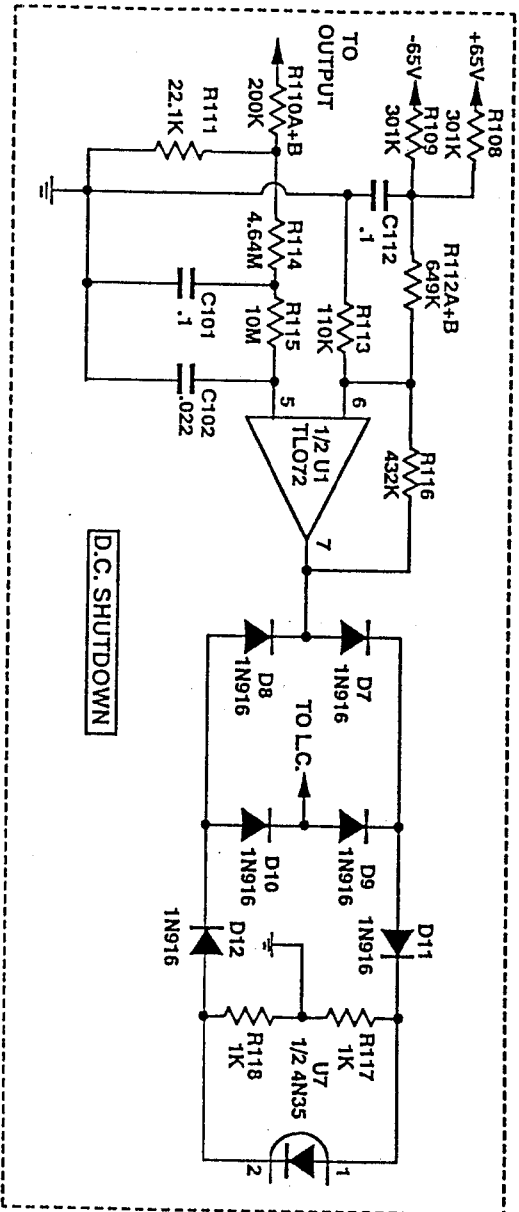 +65V
R108
301K
-65V
R109
301K
C112
.1
R112A+B
649K
R116
432K
TO
OUTPUT
R110A+B
200K
R111
22.1K
R114
4.64M
R115
10M
R113
110K
C101
.1
C102
.022
6
5
1/2 U1
TLO72
7
D.C. SHUTDOWN
D7
1N916
D8
1N916
TO L.C.
D9
1N916
D10
1N916
D11
1N916
D12
1N916
R117
1K
R118
1K
U7
1/2 4N35
1
2